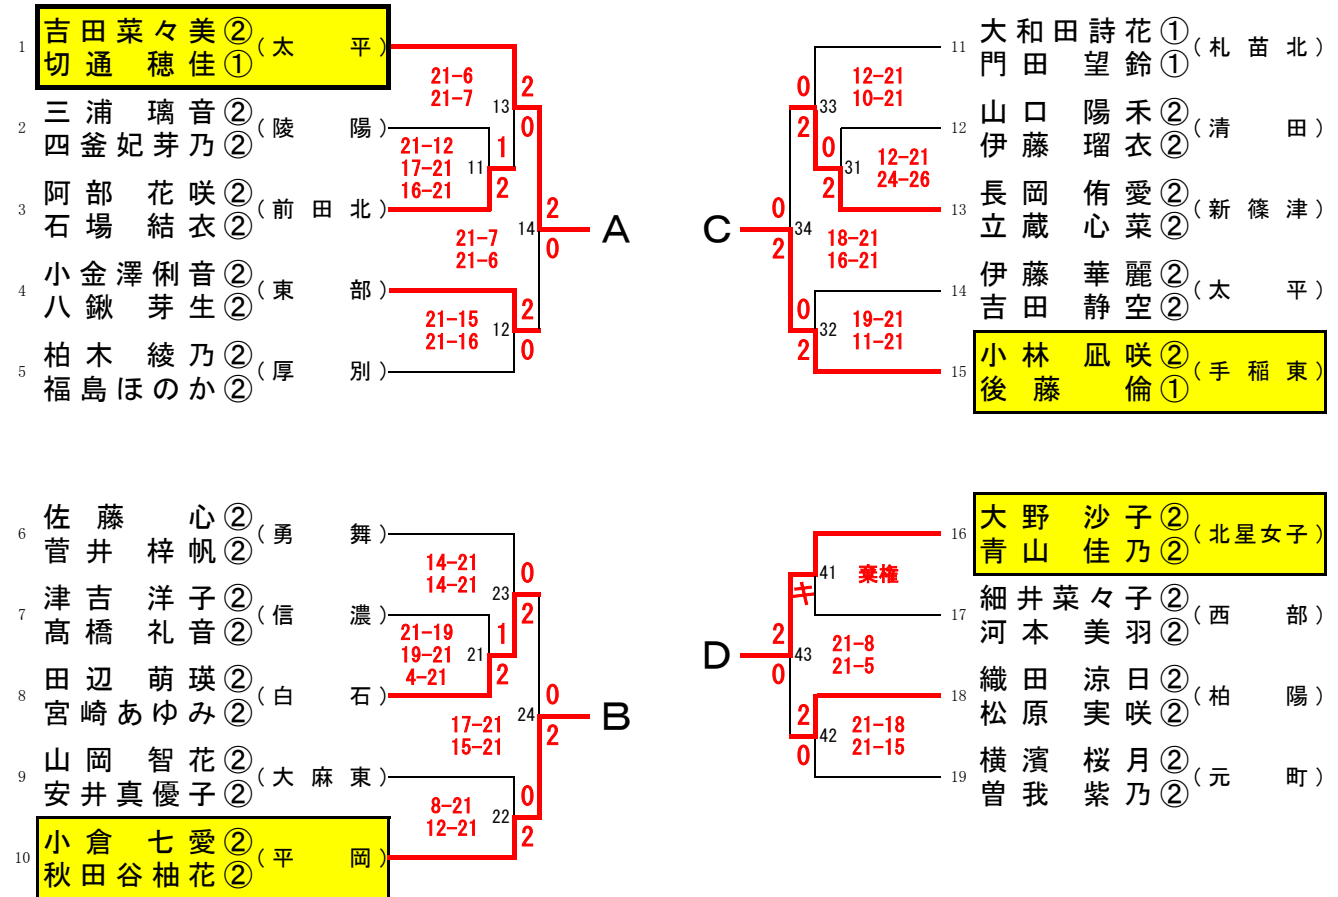 1 吉田菜々美② 切通穂佳① (太平)
2 三浦璃音② 四釜妃芽乃② (陵陽)
3 阿部花咲② 石場結衣② (前田北)
4 小金澤俐音② 八鍬芽生② (東部)
5 柏木綾乃② 福島ほのか② (厚別)
21-6
21-7
13
2
0
21-12
17-21
16-21
11
1
2
21-7
21-6
14
2
0
A
21-15
21-16
12
2
0
6 佐藤心② 菅井梓帆② (勇舞)
7 津吉洋子② 髙橋礼音② (信濃)
8 田辺萌瑛② 宮崎あゆみ② (白石)
9 山岡智花② 安井真優子② (大麻東)
10 小倉七愛② 秋田谷柚花② (平岡)
14-21
14-21
23
0
2
21-19
19-21
4-21
21
1
2
17-21
15-21
24
0
2
B
8-21
12-21
22
0
2
11 大和田詩花① 門田望鈴① (札苗北)
12 山口陽禾② 伊藤瑠衣② (清田)
13 長岡侑愛② 立蔵心菜② (新篠津)
14 伊藤華麗② 吉田静空② (太平)
15 小林凪咲② 後藤倫① (手稲東)
0
2
33
12-21
10-21
0
2
31
12-21
24-26
C
0
2
34
18-21
16-21
0
2
32
19-21
11-21
16 大野沙子② 青山佳乃② (北星女子)
17 細井菜々子② 河本美羽② (西部)
18 織田涼日② 松原実咲② (柏陽)
19 横濱桜月② 曽我紫乃② (元町)
41
棄権
キ
D
2
0
43
21-8
21-5
2
0
42
21-18
21-15